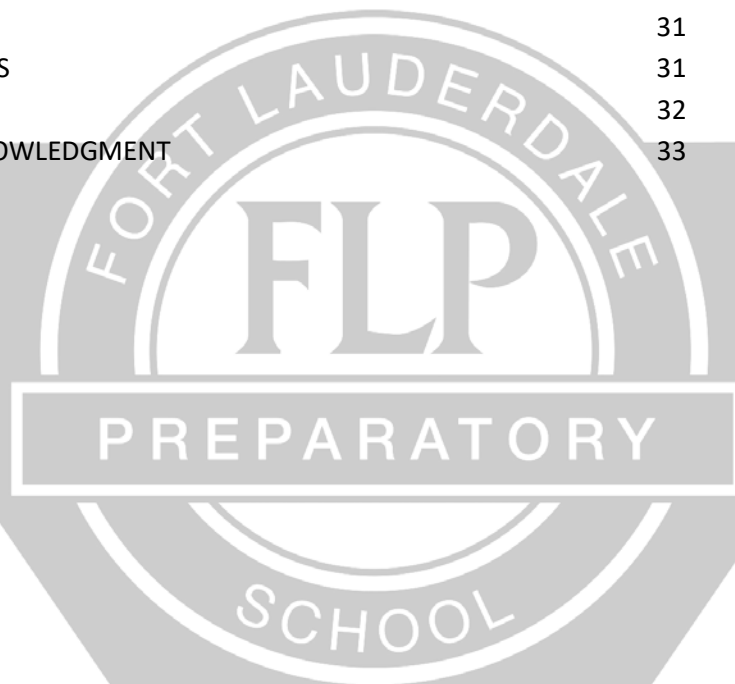 31
S 31
32
OWLEDGMENT 33
FORT LAUDERDALE
FLP
PREPARATORY
SCHOOL